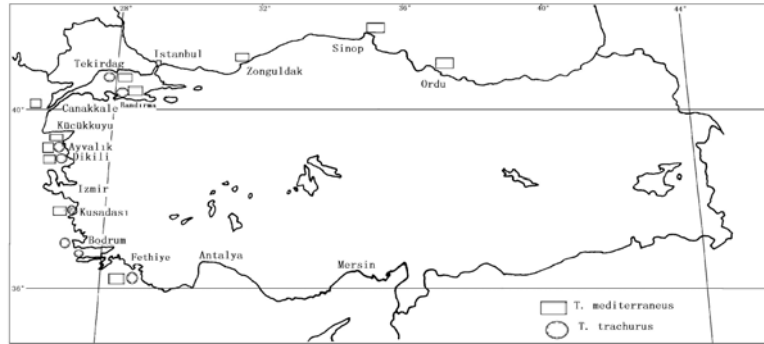 28°
32°
36°
40°
44°
Istanbul
Sinop
Tekirdag
Zonguldak
Ordu
Bandirma
40°
Canakkale
Kücükkuyu
Ayvalık
Dikili
Izmir
Kusadası
Bodrum
Fethiye
Antalya
Mersin
36°
T. mediterraneus
T. trachurus